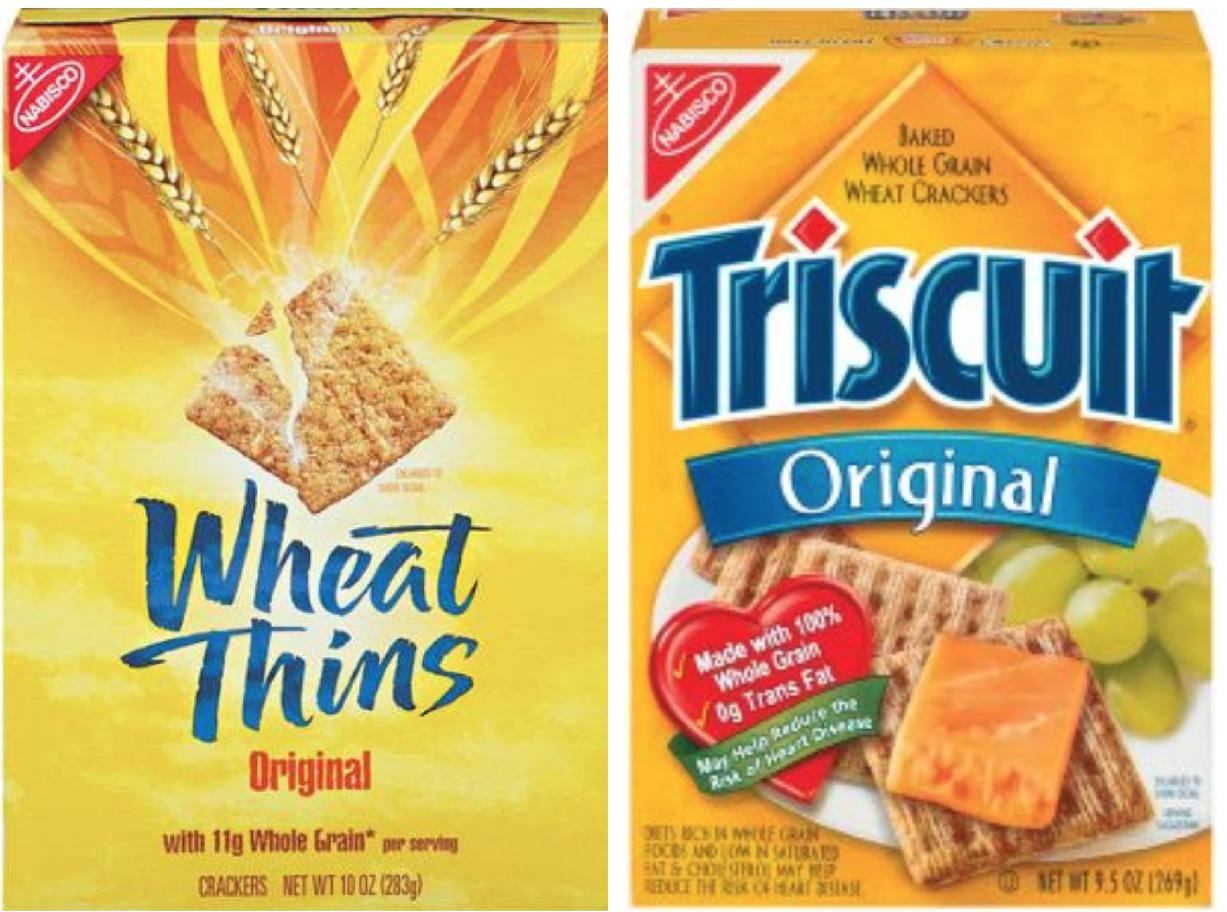 Original
NABISCO
Wheat
Thins
Original
with 11g Whole Grain* per serving
CRACKERS NET WT 10 OZ (283g)
NABISCO
BAKED
WHOLE GRAIN
WHEAT CRACKERS
Triscuit
®
Original
Made with 100%
Whole Grain
0g Trans Fat
May Help Reduce the
Risk of Heart Disease
DIETS RICH IN WHOLE GRAIN
FOODS AND LOW IN SATURATED
FAT & CHOLESTEROL MAY HELP
REDUCE THE RISK OF HEART DISEASE.
NET WT 9.5 OZ (269g)